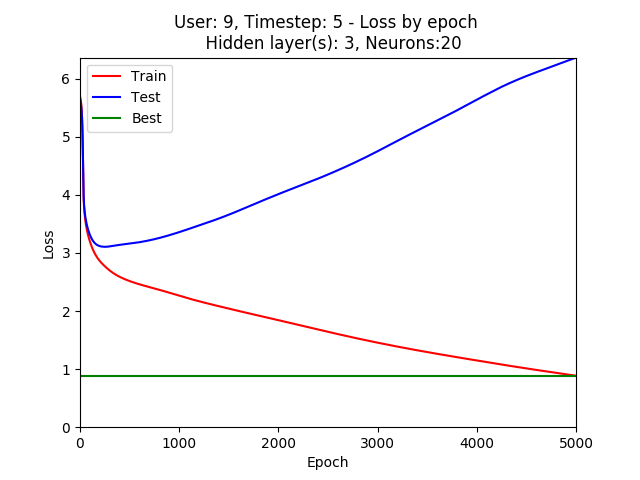 User: 9, Timestep: 5 - Loss by epoch
Hidden layer(s): 3, Neurons:20
Train
Test
Best
6
5
4
3
2
1
0
Loss
0
1000
2000
3000
4000
5000
Epoch